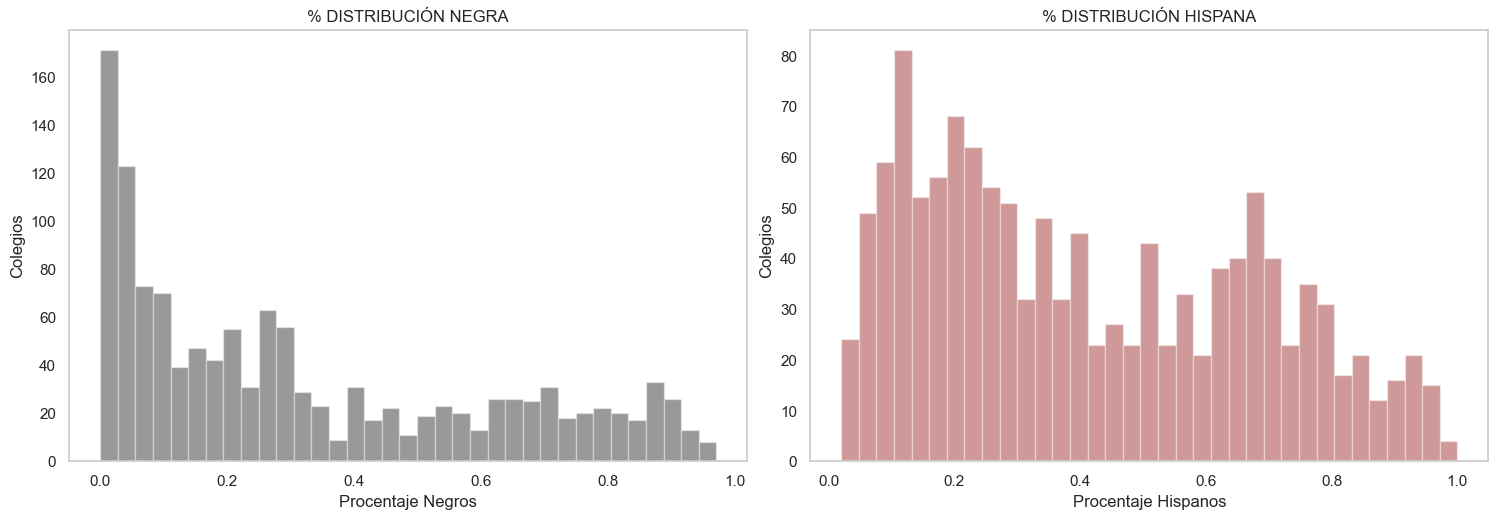 % DISTRIBUCIÓN NEGRA
160
140
120
100
80
60
40
20
0
Colegios
0.0 0.2 0.4 0.6 0.8 1.0
Procentaje Negros
% DISTRIBUCIÓN HISPANA
80
70
60
50
40
30
20
10
0
Colegios
0.0 0.2 0.4 0.6 0.8 1.0
Procentaje Hispanos